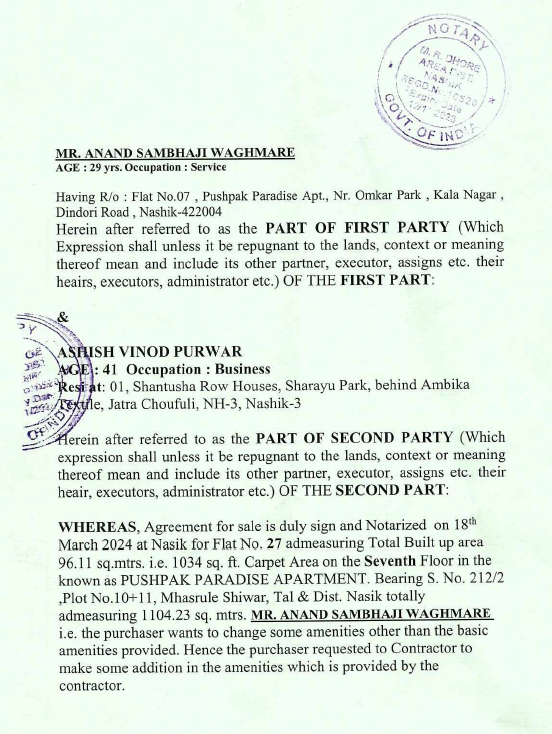 NOTARY
M. R. DHORE
AREA DIST.
NASHIK
GOVT. OF INDIA
MR. ANAND SAMBHAJI WAGHMARE
AGE : 29 yrs. Occupation : Service
Having R/o : Flat No.07 , Pushpak Paradise Apt., Nr. Omkar Park , Kala Nagar ,
Dindori Road , Nashik-422004
Herein after referred to as the PART OF FIRST PARTY (Which
Expression shall unless it be repugnant to the lands, context or meaning
thereof mean and include its other partner, executor, assigns etc. their
heairs, executors, administrator etc.) OF THE FIRST PART:
&
ASHISH VINOD PURWAR
AGE : 41 Occupation : Business
Resi at: 01, Shantusha Row Houses, Sharayu Park, behind Ambika
Textile, Jatra Choufuli, NH-3, Nashik-3
OF INDIA
Herein after referred to as the PART OF SECOND PARTY (Which
expression shall unless it be repugnant to the lands, context or meaning
thereof mean and include its other partner, executor, assigns etc. their
heair, executors, administrator etc.) OF THE SECOND PART:
WHEREAS, Agreement for sale is duly sign and Notarized on 18th
March 2024 at Nasik for Flat No. 27 admeasuring Total Built up area
96.11 sq.mtrs. i.e. 1034 sq. ft. Carpet Area on the Seventh Floor in the
known as PUSHPAK PARADISE APARTMENT. Bearing S. No. 212/2
,Plot No.10+11, Mhasrule Shiwar, Tal & Dist. Nasik totally
admeasuring 1104.23 sq. mtrs. MR. ANAND SAMBHAJI WAGHMARE
i.e. the purchaser wants to change some amenities other than the basic
amenities provided. Hence the purchaser requested to Contractor to
make some addition in the amenities which is provided by the
contractor.